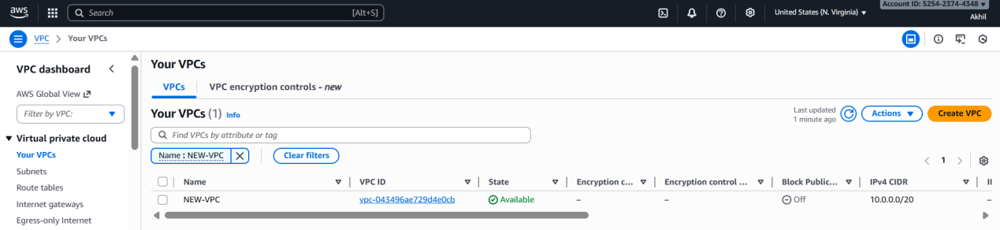 aws
Search [Alt+S]
United States (N. Virginia)
Account ID: 5254-2374-4348
Akhil
VPC > Your VPCs
VPC dashboard
AWS Global View
Filter by VPC:
Virtual private cloud
Your VPCs
Subnets
Route tables
Internet gateways
Egress-only Internet
Your VPCs
VPCs
VPC encryption controls - new
Your VPCs (1) Info
Last updated
1 minute ago
Actions
Create VPC
Find VPCs by attribute or tag
Name : NEW-VPC
Clear filters
1
Name VPC ID State Encryption c... Encryption control ... Block Public... IPv4 CIDR
NEW-VPC vpc-043496ae729d4e0cb Available – – Off 10.0.0.0/20 –